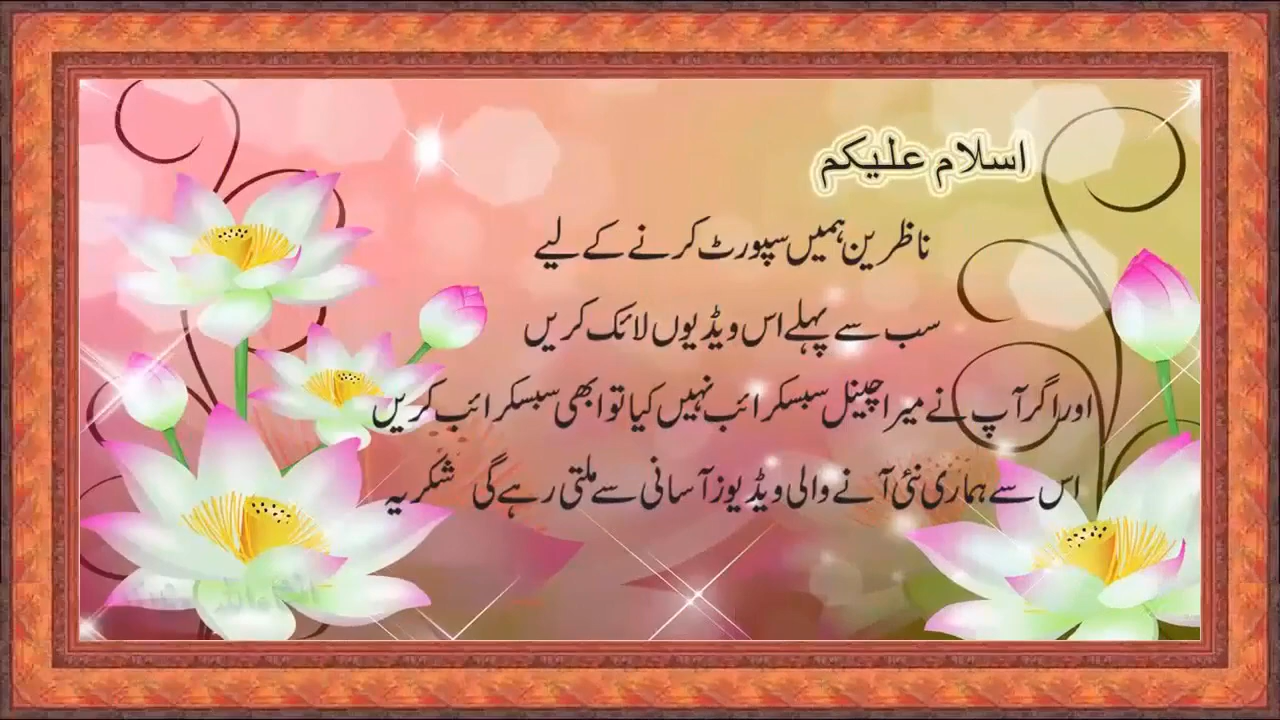 اسلام علیکم
ناظرین ہمیں سپورٹ کرنے کے لیے
سب سے پہلے اس ویڈیوں لائک کریں
اور اگر آپ نے میرا چینل سبسکرائب نہیں کیا تو ابھی سبسکرائب کریں
اس سے ہماری نئی آنے والی ویڈیوز آسانی سے ملتی رہے گی شکریہ